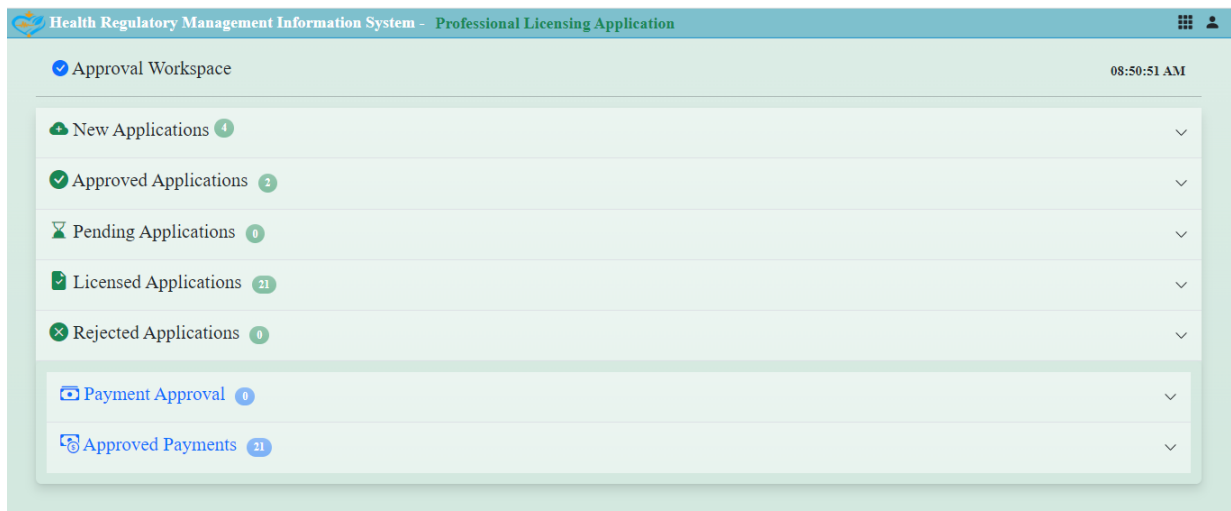 Health Regulatory Management Information System - Professional Licensing Application
Approval Workspace 08:50:51 AM
New Applications 4
Approved Applications 2
Pending Applications 0
Licensed Applications 21
Rejected Applications 0
Payment Approval 0
Approved Payments 21